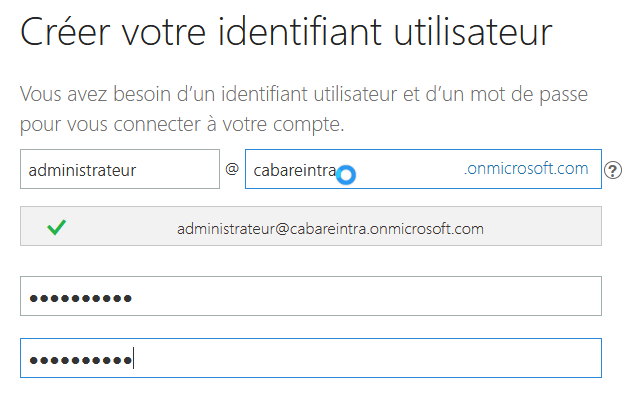 Créer votre identifiant utilisateur
Vous avez besoin d'un identifiant utilisateur et d'un mot de passe
pour vous connecter à votre compte.
administrateur @ cabareintra .onmicrosoft.com ?
administrateur@cabareintra.onmicrosoft.com
●●●●●●●●●●
●●●●●●●●●●